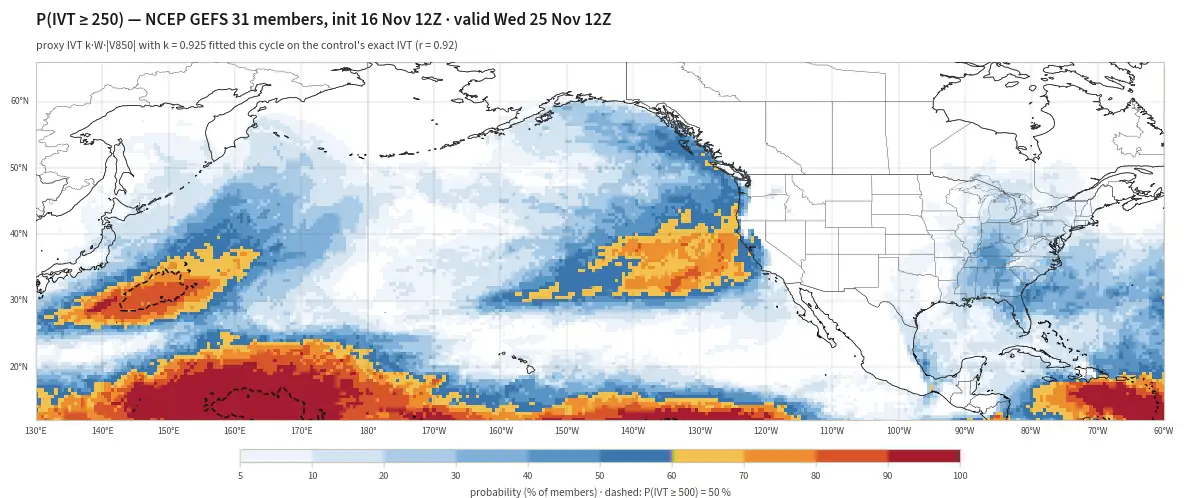 P(IVT ≥ 250) — NCEP GEFS 31 members, init 16 Nov 12Z · valid Wed 25 Nov 12Z
proxy IVT k·W·|V850| with k = 0.925 fitted this cycle on the control's exact IVT (r = 0.92)
60°N
50°N
40°N
30°N
20°N
130°E 140°E 150°E 160°E 170°E 180° 170°W 160°W 150°W 140°W 130°W 120°W 110°W 100°W 90°W 80°W 70°W 60°W
5 10 20 30 40 50 60 70 80 90 100
probability (% of members) · dashed: P(IVT ≥ 500) = 50 %